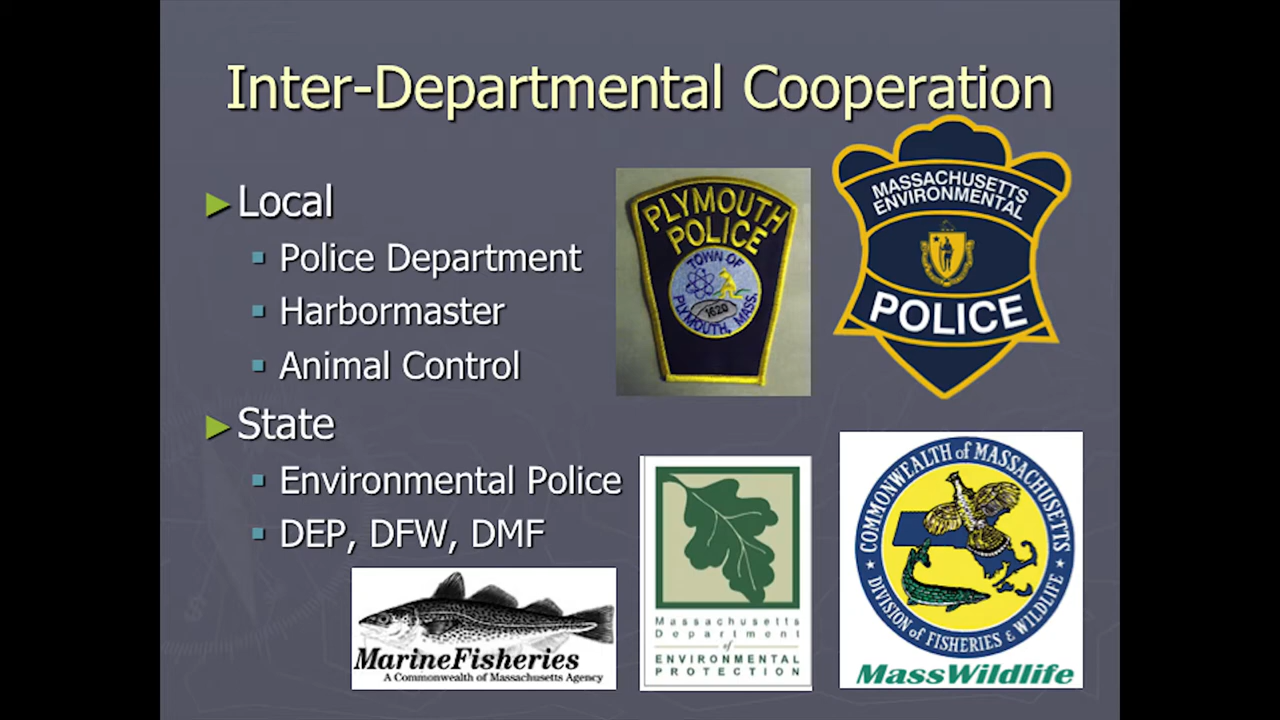 Inter-Departmental Cooperation
Local
Police Department
Harbormaster
Animal Control
State
Environmental Police
DEP, DFW, DMF
PLYMOUTH
POLICE
TOWN OF
PLYMOUTH, MASS.
1620
MASSACHUSETTS
ENVIRONMENTAL
POLICE
MarineFisheries
A Commonwealth of Massachusetts Agency
Massachusetts
Department
of
ENVIRONMENTAL
PROTECTION
COMMONWEALTH of MASSACHUSETTS
DIVISION of FISHERIES & WILDLIFE
MassWildlife